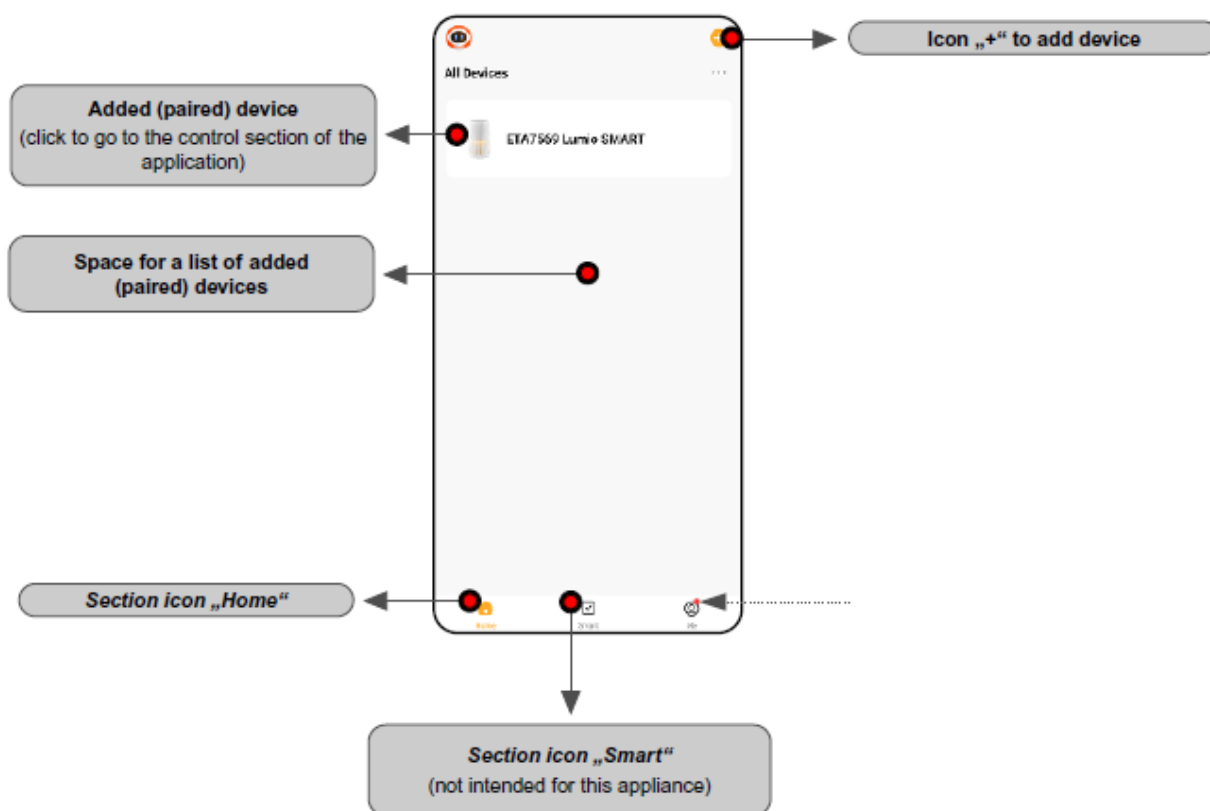 Icon „+“ to add device
All Devices
Added (paired) device
(click to go to the control section of the
application)
ETA7569 Lumio SMART
Space for a list of added
(paired) devices
Section icon „Home“
Home
Smart
Me
Section icon „Smart“
(not intended for this appliance)